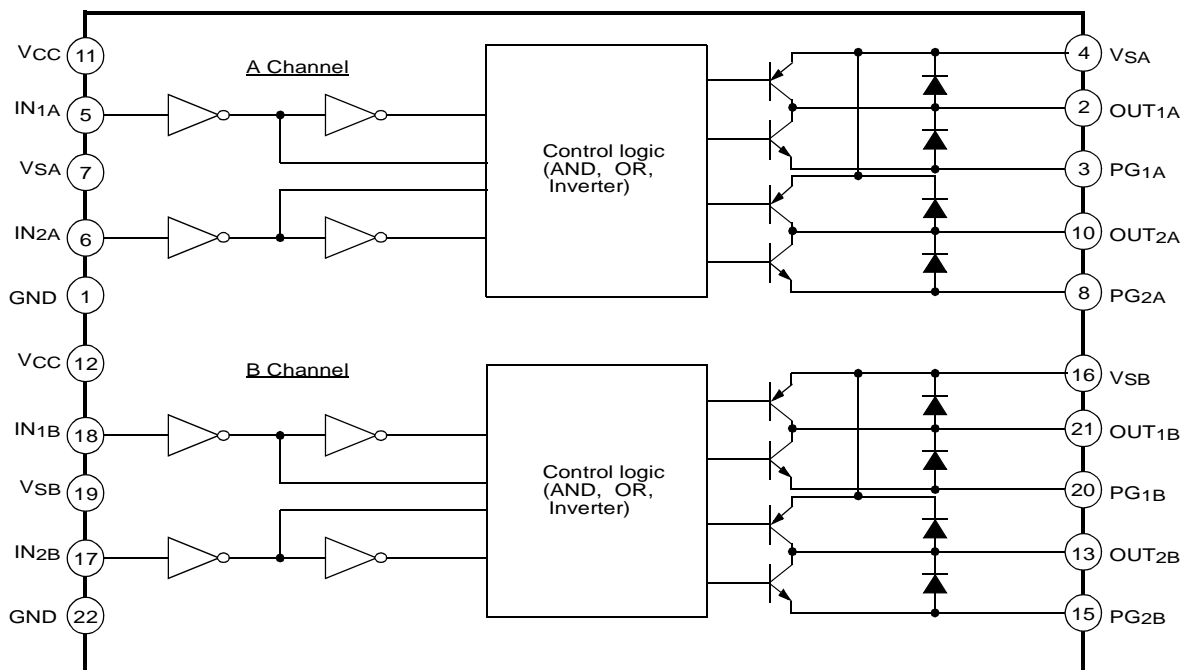 VCC 11
A Channel
4 VSA
IN1A 5
2 OUT1A
VSA 7
Control logic
(AND, OR,
Inverter)
3 PG1A
IN2A 6
10 OUT2A
GND 1
8 PG2A
VCC 12
B Channel
16 VSB
IN1B 18
21 OUT1B
VSB 19
Control logic
(AND, OR,
Inverter)
20 PG1B
IN2B 17
13 OUT2B
GND 22
15 PG2B